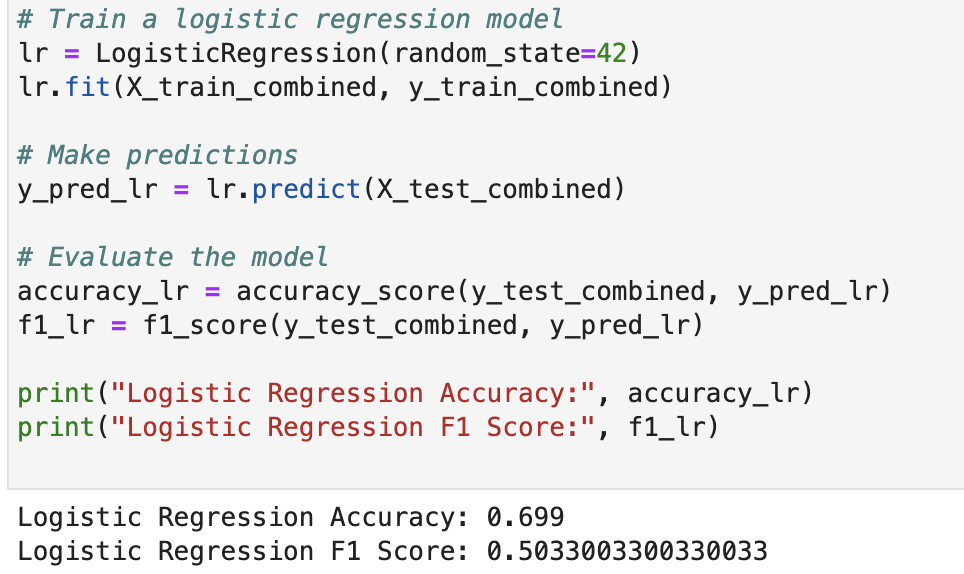 # Train a logistic regression model
lr = LogisticRegression(random_state=42)
lr.fit(X_train_combined, y_train_combined)
# Make predictions
y_pred_lr = lr.predict(X_test_combined)
# Evaluate the model
accuracy_lr = accuracy_score(y_test_combined, y_pred_lr)
f1_lr = f1_score(y_test_combined, y_pred_lr)
print("Logistic Regression Accuracy:", accuracy_lr)
print("Logistic Regression F1 Score:", f1_lr)
Logistic Regression Accuracy: 0.699
Logistic Regression F1 Score: 0.5033003300330033